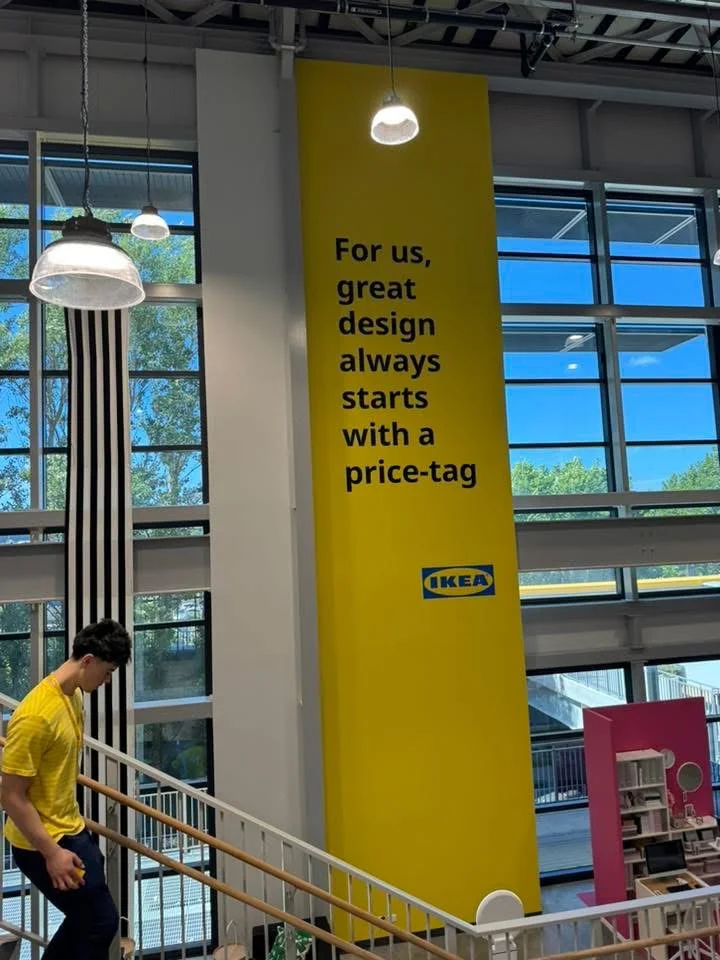 For us,
great
design
always
starts
with a
price-tag
IKEA